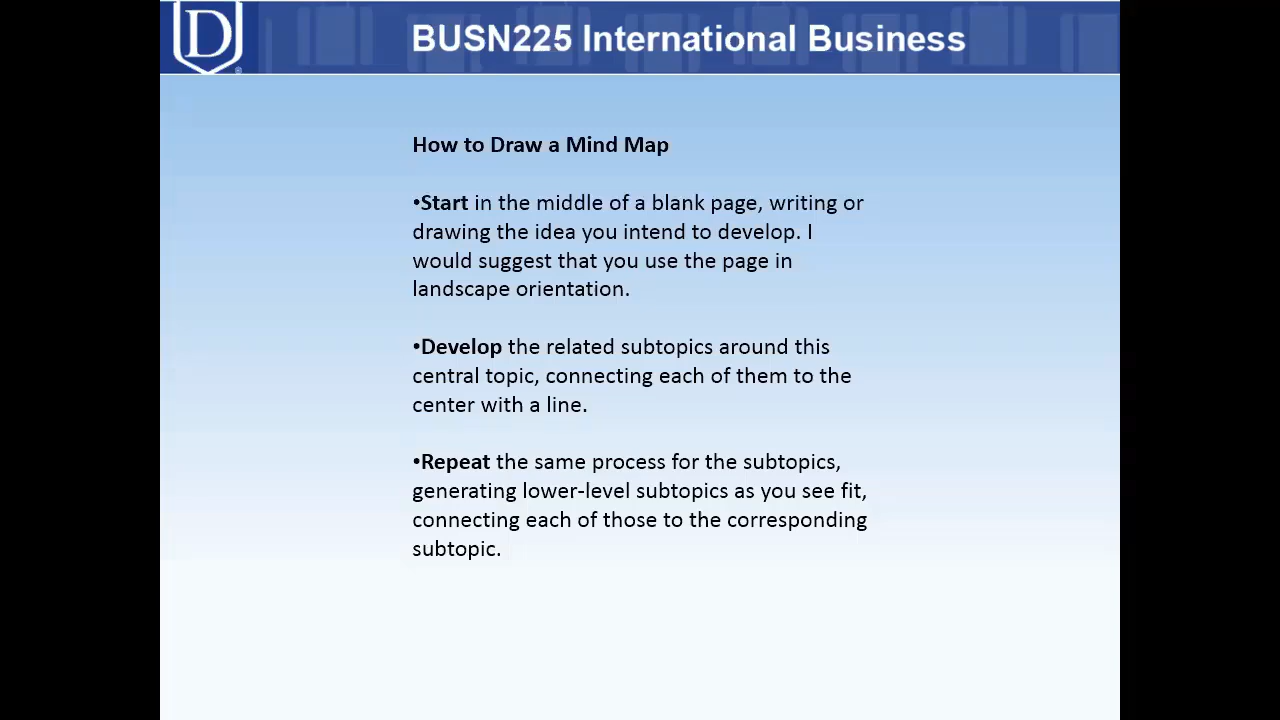 D
BUSN225 International Business
How to Draw a Mind Map
•Start in the middle of a blank page, writing or
drawing the idea you intend to develop. I
would suggest that you use the page in
landscape orientation.
•Develop the related subtopics around this
central topic, connecting each of them to the
center with a line.
•Repeat the same process for the subtopics,
generating lower-level subtopics as you see fit,
connecting each of those to the corresponding
subtopic.